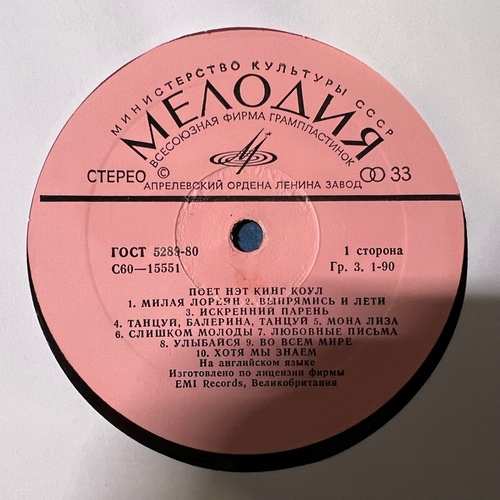 МИНИСТЕРСТВО КУЛЬТУРЫ СССР
МЕЛОДИЯ
ВСЕСОЮЗНАЯ ФИРМА ГРАМПЛАСТИНОК
СТЕРЕО ©
33
АПРЕЛЕВСКИЙ ОРДЕНА ЛЕНИНА ЗАВОД
ГОСТ 5289-80
1 сторона
С60—15551
Гр. 3. 1-90
ПОЕТ НЭТ КИНГ КОУЛ
1. МИЛАЯ ЛОРЕЯН 2. ВЫПРЯМИСЬ И ЛЕТИ
3. ИСКРЕННИЙ ПАРЕНЬ
4. ТАНЦУЙ, БАЛЕРИНА, ТАНЦУЙ 5. МОНА ЛИЗА
6. СЛИШКОМ МОЛОДЫ 7. ЛЮБОВНЫЕ ПИСЬМА
8. УЛЫБАЙСЯ 9. ВО ВСЕМ МИРЕ
10. ХОТЯ МЫ ЗНАЕМ
На английском языке
Изготовлено по лицензии фирмы
EMI Records, Великобритания